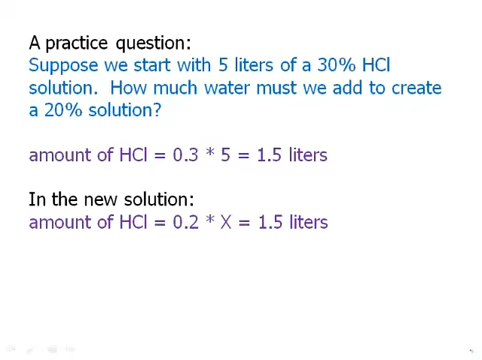 A practice question:
Suppose we start with 5 liters of a 30% HCl
solution.  How much water must we add to create
a 20% solution?
amount of HCl = 0.3 * 5 = 1.5 liters
In the new solution:
amount of HCl = 0.2 * X = 1.5 liters